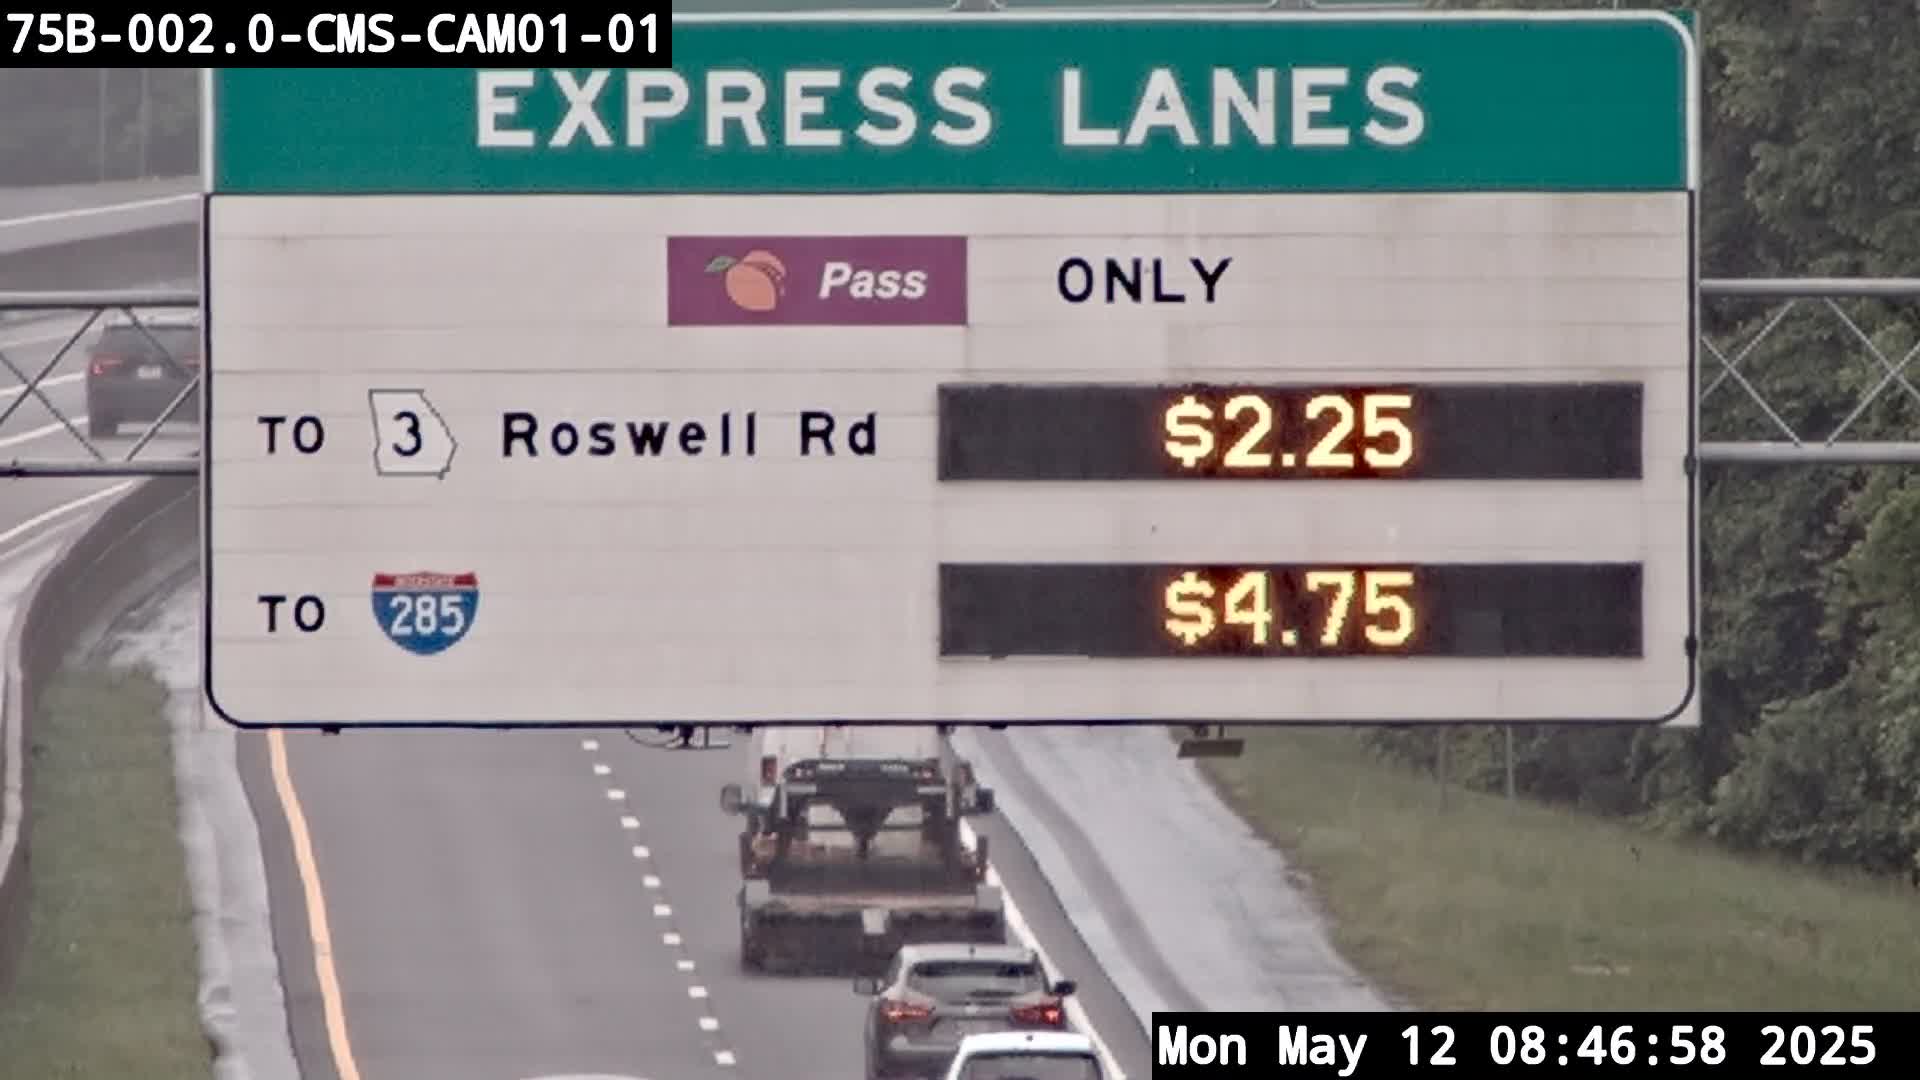 75B-002.0-CMS-CAM01-01
EXPRESS LANES
Pass ONLY
TO 3 Roswell Rd $2.25
INTERSTATE
TO 285 $4.75
Mon May 12 08:46:58 2025